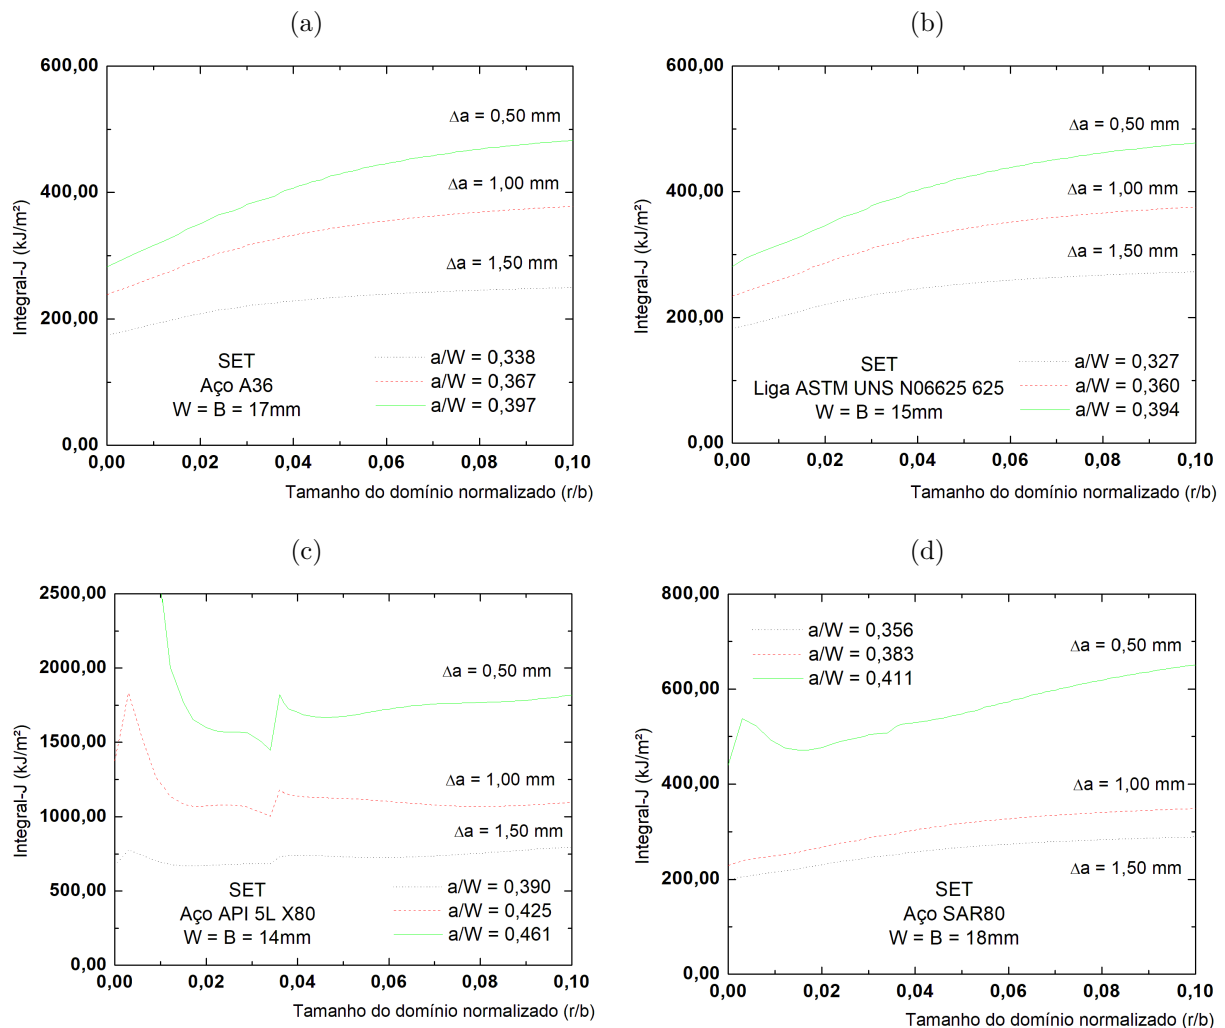 (a)
600,00
400,00
200,00
0,00
Integral-J (kJ/m²)
Δa = 0,50 mm
Δa = 1,00 mm
Δa = 1,50 mm
SET
Aço A36
W = B = 17mm
a/W = 0,338
a/W = 0,367
a/W = 0,397
0,00 0,02 0,04 0,06 0,08 0,10
Tamanho do domínio normalizado (r/b)
(b)
600,00
400,00
200,00
0,00
Integral-J (kJ/m²)
Δa = 0,50 mm
Δa = 1,00 mm
Δa = 1,50 mm
SET
Liga ASTM UNS N06625 625
W = B = 15mm
a/W = 0,327
a/W = 0,360
a/W = 0,394
0,00 0,02 0,04 0,06 0,08 0,10
Tamanho do domínio normalizado (r/b)
(c)
2500,00
2000,00
1500,00
1000,00
500,00
0,00
Integral-J (kJ/m²)
Δa = 0,50 mm
Δa = 1,00 mm
Δa = 1,50 mm
SET
Aço API 5L X80
W = B = 14mm
a/W = 0,390
a/W = 0,425
a/W = 0,461
0,00 0,02 0,04 0,06 0,08 0,10
Tamanho do domínio normalizado (r/b)
(d)
800,00
600,00
400,00
200,00
0,00
Integral-J (kJ/m²)
a/W = 0,356
a/W = 0,383
a/W = 0,411
Δa = 0,50 mm
Δa = 1,00 mm
Δa = 1,50 mm
SET
Aço SAR80
W = B = 18mm
0,00 0,02 0,04 0,06 0,08 0,10
Tamanho do domínio normalizado (r/b)